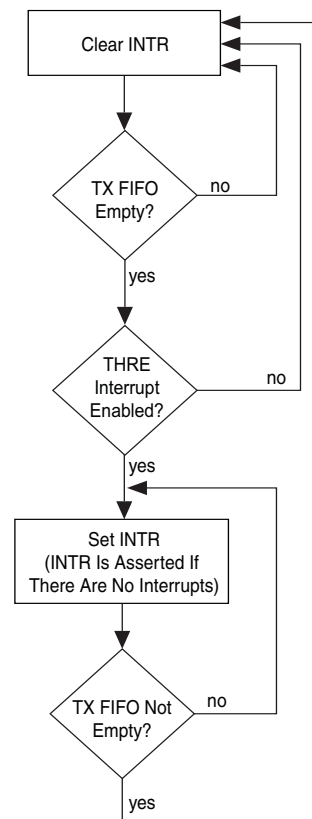 Clear INTR
TX FIFO
Empty?
no
yes
THRE
Interrupt
Enabled?
no
yes
Set INTR
(INTR Is Asserted If
There Are No Interrupts)
TX FIFO Not
Empty?
no
yes